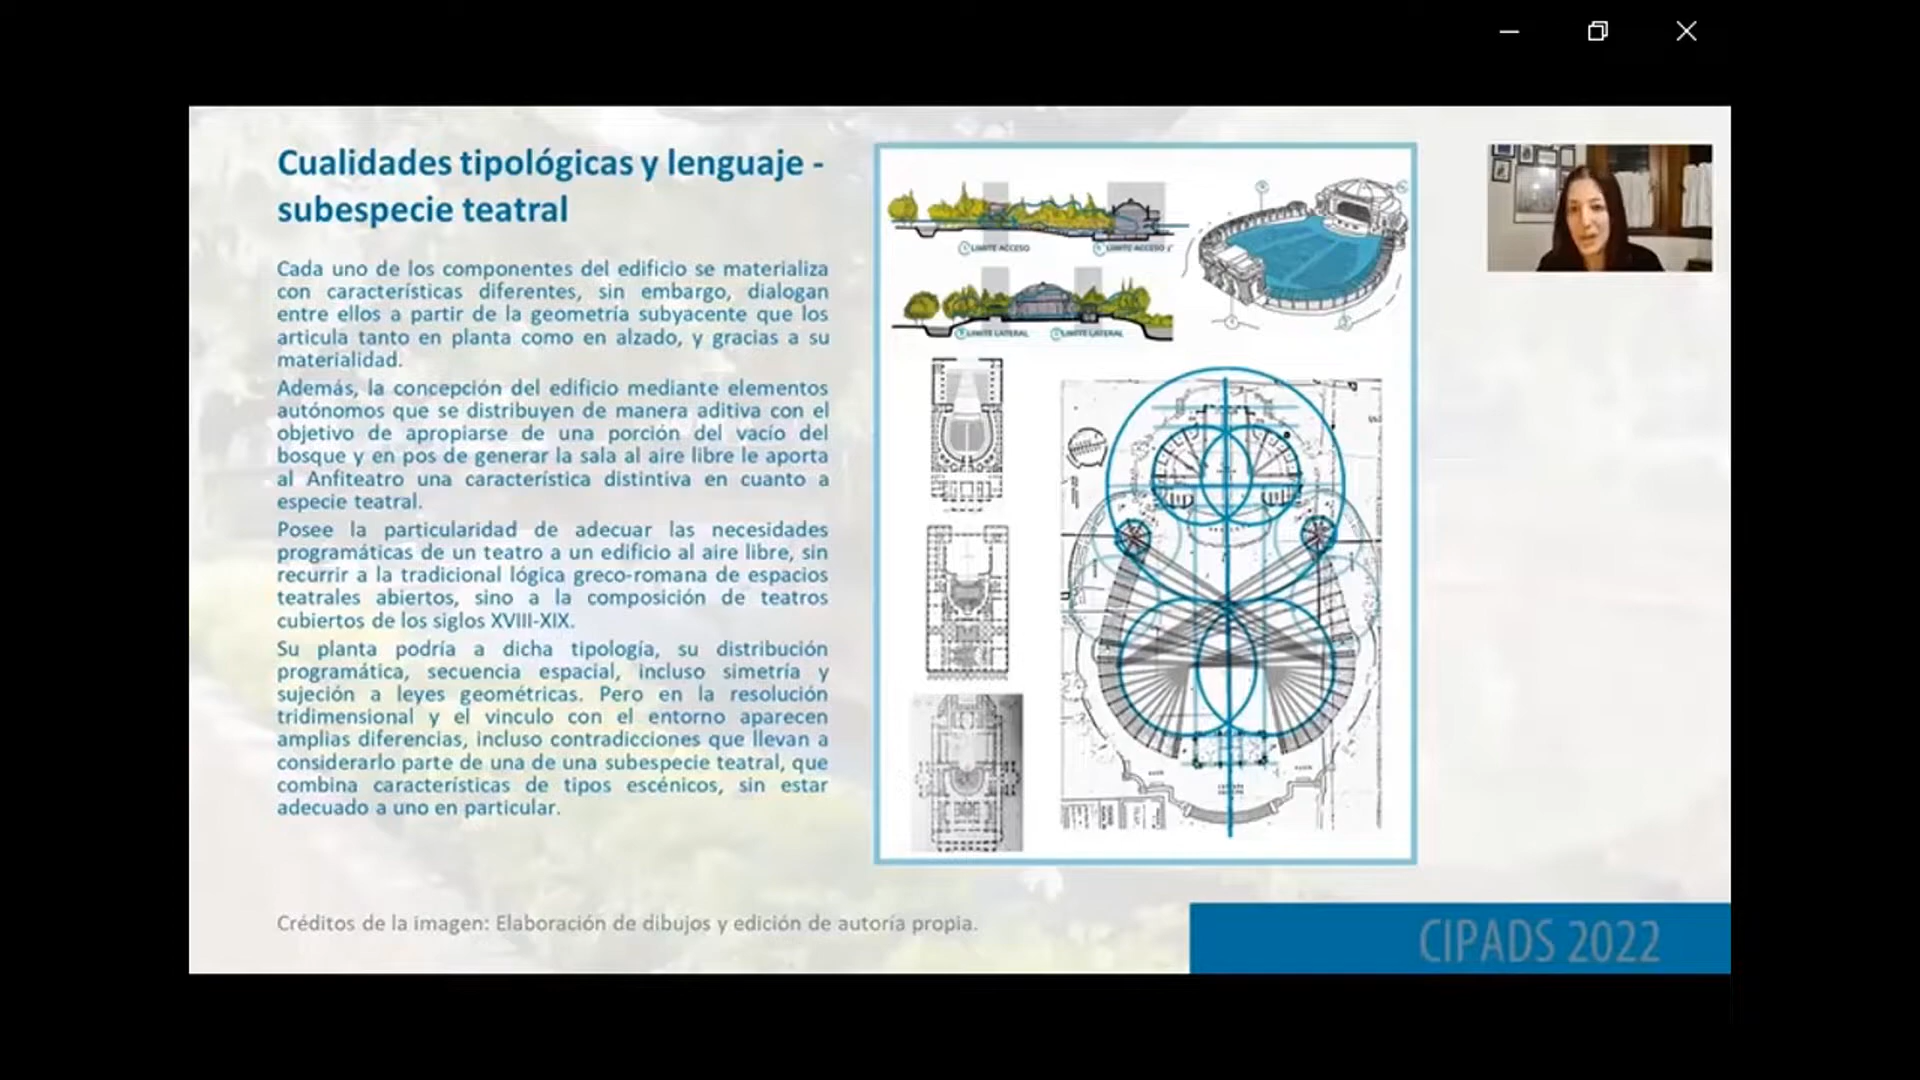 Cualidades tipológicas y lenguaje -
subespecie teatral
Cada uno de los componentes del edificio se materializa
con características diferentes, sin embargo, dialogan
entre ellos a partir de la geometría subyacente que los
articula tanto en planta como en alzado, y gracias a su
materialidad.
Además, la concepción del edificio mediante elementos
autónomos que se distribuyen de manera aditiva con el
objetivo de apropiarse de una porción del vacío del
bosque y en pos de generar la sala al aire libre le aporta
al Anfiteatro una característica distintiva en cuanto a
especie teatral.
Posee la particularidad de adecuar las necesidades
programáticas de un teatro a un edificio al aire libre, sin
recurrir a la tradicional lógica greco-romana de espacios
teatrales abiertos, sino a la composición de teatros
cubiertos de los siglos XVIII-XIX.
Su planta podría a dicha tipología, su distribución
programática, secuencia espacial, incluso simetría y
sujeción a leyes geométricas. Pero en la resolución
tridimensional y el vinculo con el entorno aparecen
amplias diferencias, incluso contradicciones que llevan a
considerarlo parte de una de una subespecie teatral, que
combina características de tipos escénicos, sin estar
adecuado a uno en particular.
LIMITE ACCESO
LIMITE ACCESO
LIMITE LATERAL
LIMITE LATERAL
Créditos de la imagen: Elaboración de dibujos y edición de autoría propia.
CIPADS 2022